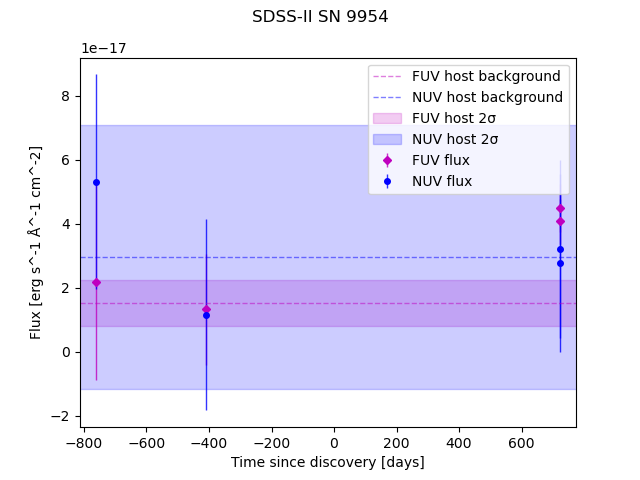 SDSS-II SN 9954
1e−17
FUV host background
NUV host background
FUV host 2σ
NUV host 2σ
FUV flux
NUV flux
8
6
4
2
0
−2
Flux [erg s^-1 Å^-1 cm^-2]
−800 −600 −400 −200 0 200 400 600
Time since discovery [days]